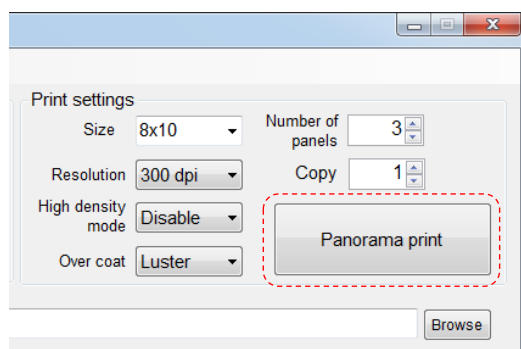 Print settings
Size 8x10
Number of
panels 3
Resolution 300 dpi
Copy 1
High density
mode Disable
Over coat Luster
Panorama print
Browse